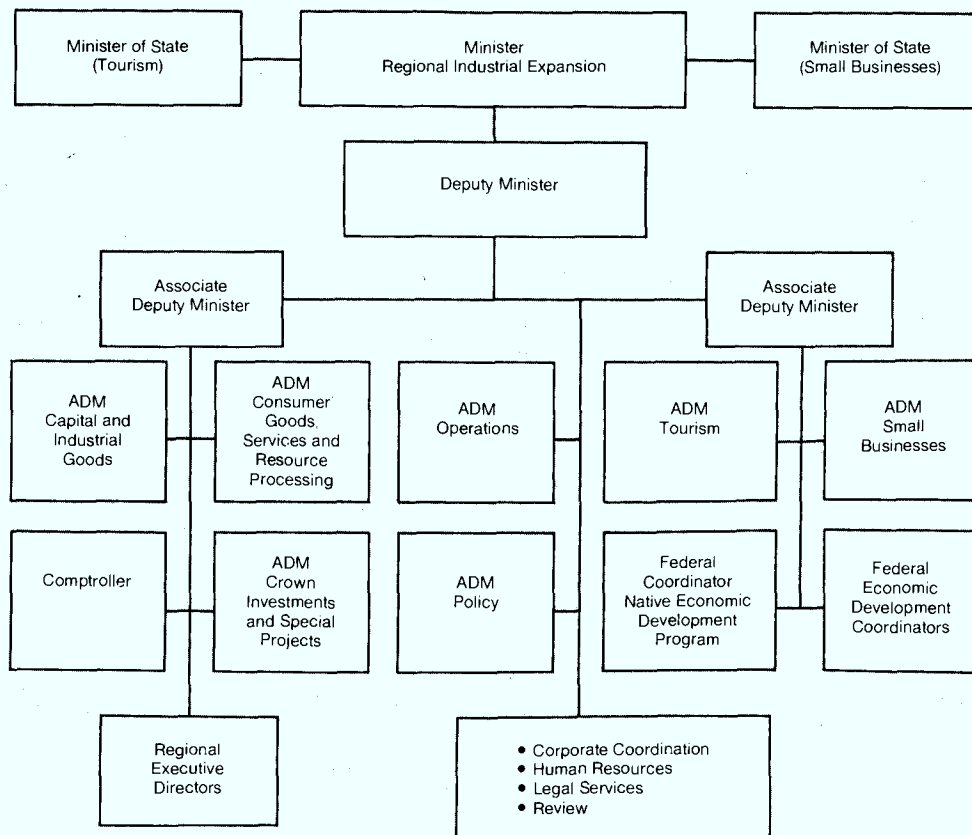 Minister of State
(Tourism)
Minister
Regional Industrial Expansion
Minister of State
(Small Businesses)
Deputy Minister
Associate
Deputy Minister
Associate
Deputy Minister
ADM
Capital and
Industrial
Goods
ADM
Consumer
Goods,
Services and
Resource
Processing
ADM
Operations
ADM
Tourism
ADM
Small
Businesses
Comptroller
ADM
Crown
Investments
and Special
Projects
ADM
Policy
Federal
Coordinator
Native Economic
Development
Program
Federal
Economic
Development
Coordinators
Regional
Executive
Directors
• Corporate Coordination
• Human Resources
• Legal Services
• Review